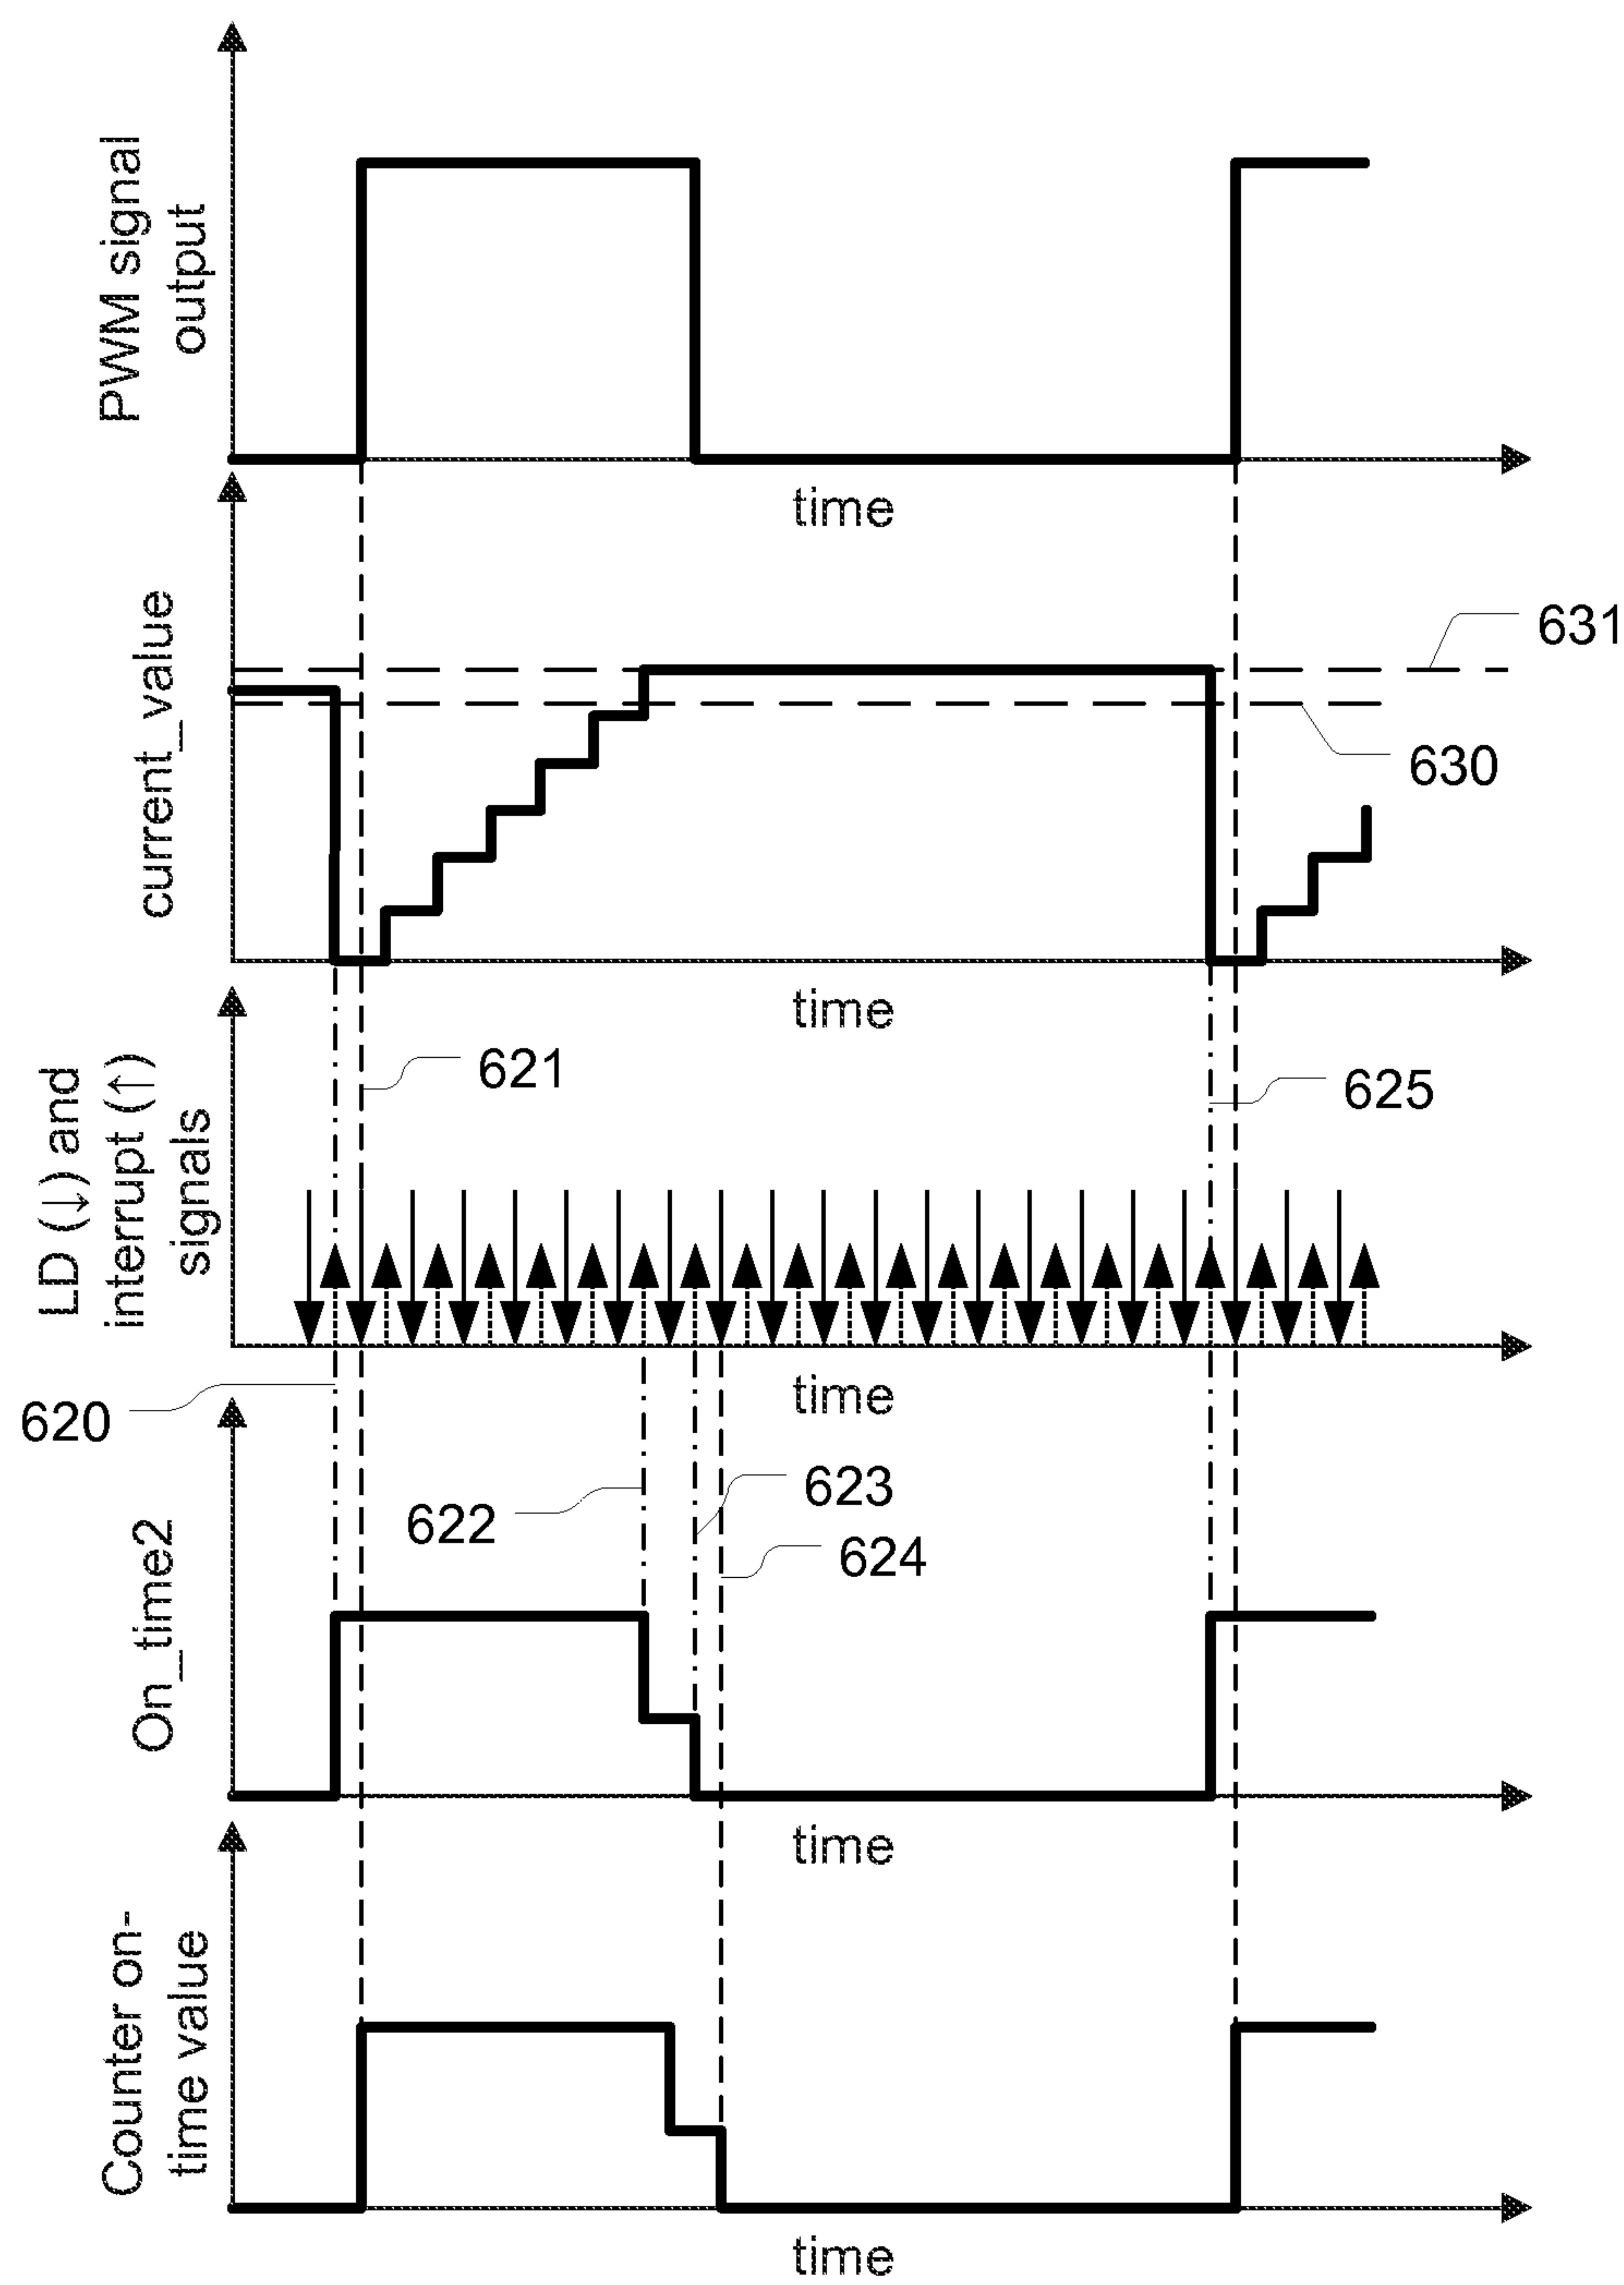 PWM signal
output
time
current_value
631
630
time
LD (↓) and
interrupt (↑)
signals
621
625
time
620
On_time2
622
623
624
time
Counter on-
time value
time